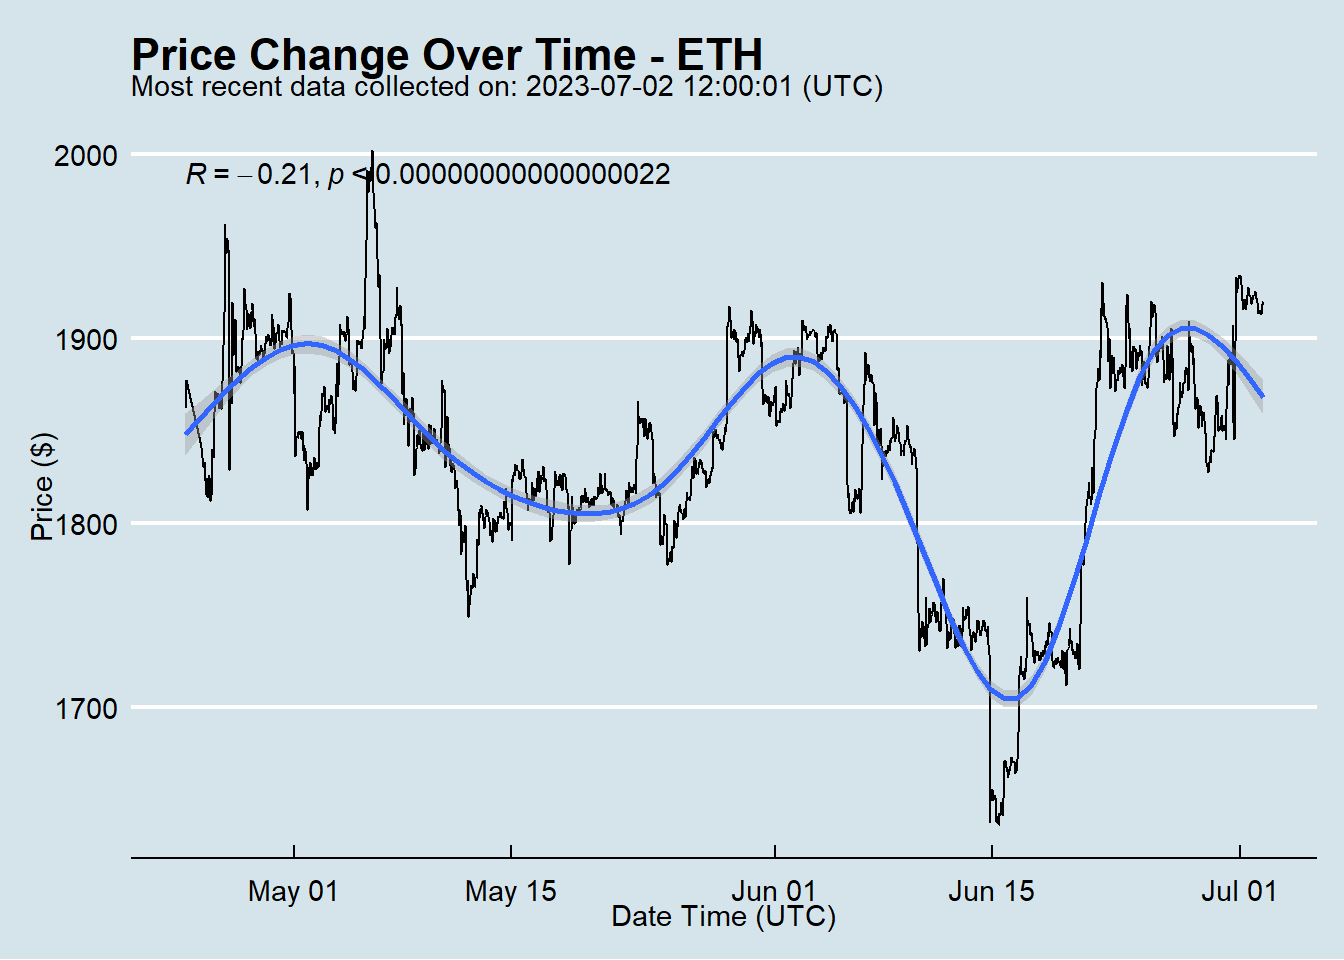 Price Change Over Time - ETH
Most recent data collected on: 2023-07-02 12:00:01 (UTC)
R = −0.21, p < 0.00000000000000022
2000
1900
1800
1700
Price ($)
May 01 May 15 Jun 01 Jun 15 Jul 01
Date Time (UTC)